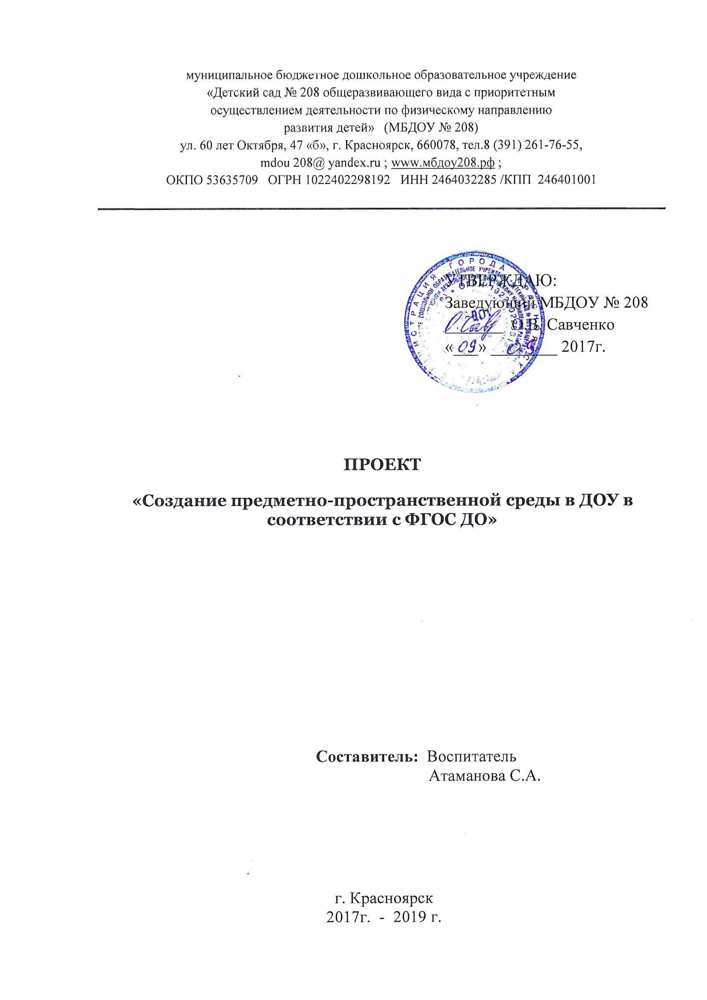 муниципальное бюджетное дошкольное образовательное учреждение
«Детский сад № 208 общеразвивающего вида с приоритетным
осуществлением деятельности по физическому направлению
развития детей» (МБДОУ № 208)
ул. 60 лет Октября, 47 «б», г. Красноярск, 660078, тел.8 (391) 261-76-55,
mdou 208@ yandex.ru ; www.мбдоу208.рф ;
ОКПО 53635709 ОГРН 1022402298192 ИНН 2464032285 /КПП 246401001
УТВЕРЖДАЮ:
Заведующий МБДОУ № 208
О.В. Савченко
«09» 09 2017г.
ПРОЕКТ
«Создание предметно-пространственной среды в ДОУ в
соответствии с ФГОС ДО»
Составитель: Воспитатель
Атаманова С.А.
г. Красноярск
2017г. - 2019 г.